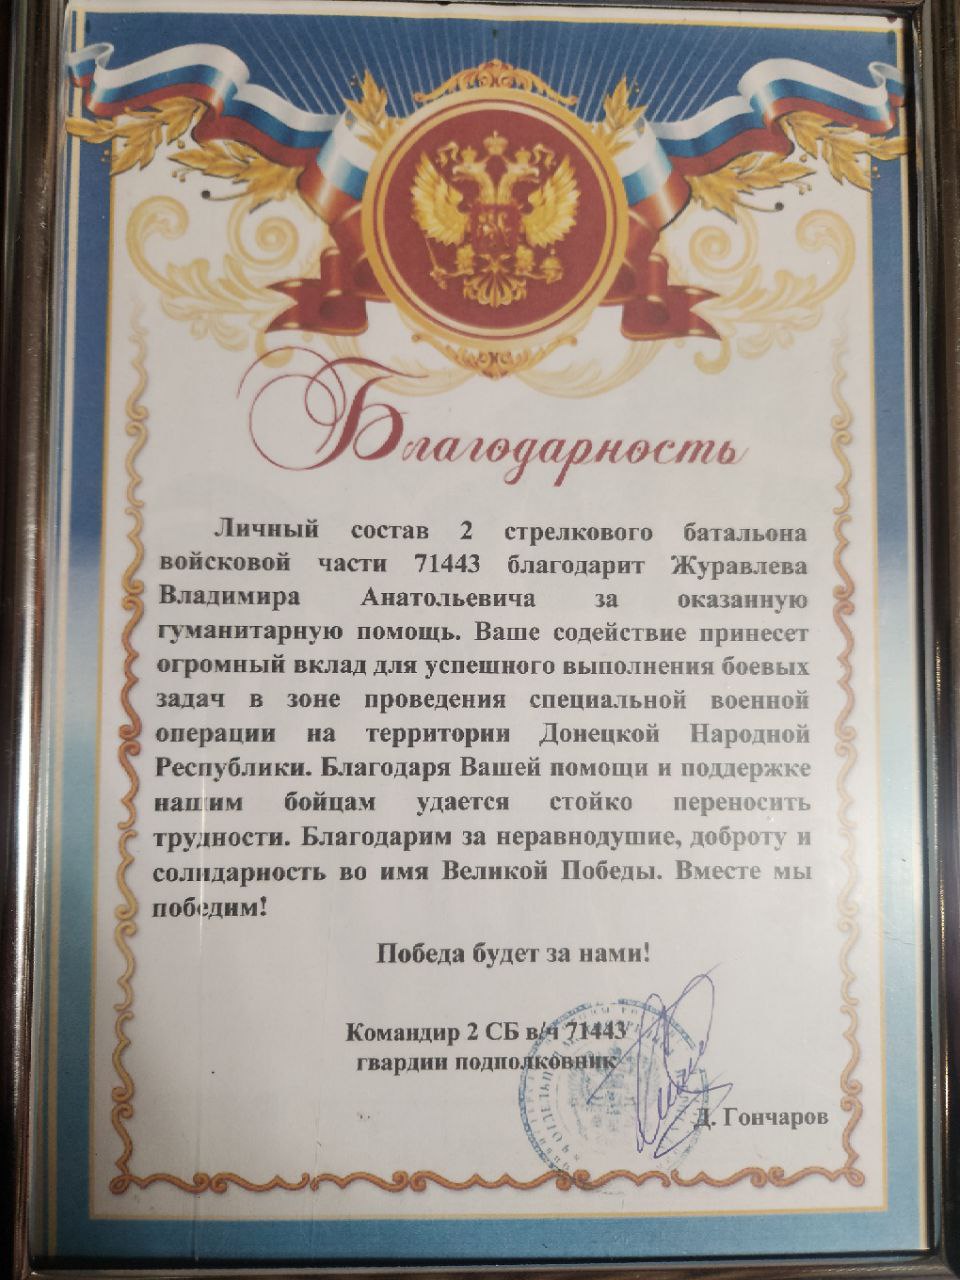 Благодарность
Личный состав 2 стрелкового батальона
войсковой части 71443 благодарит Журавлева
Владимира Анатольевича за оказанную
гуманитарную помощь. Ваше содействие принесет
огромный вклад для успешного выполнения боевых
задач в зоне проведения специальной военной
операции на территории Донецкой Народной
Республики. Благодаря Вашей помощи и поддержке
нашим бойцам удается стойко переносить
трудности. Благодарим за неравнодушие, доброту и
солидарность во имя Великой Победы. Вместе мы
победим!
Победа будет за нами!
Командир 2 СБ в/ч 71443
гвардии подполковник
Д. Гончаров